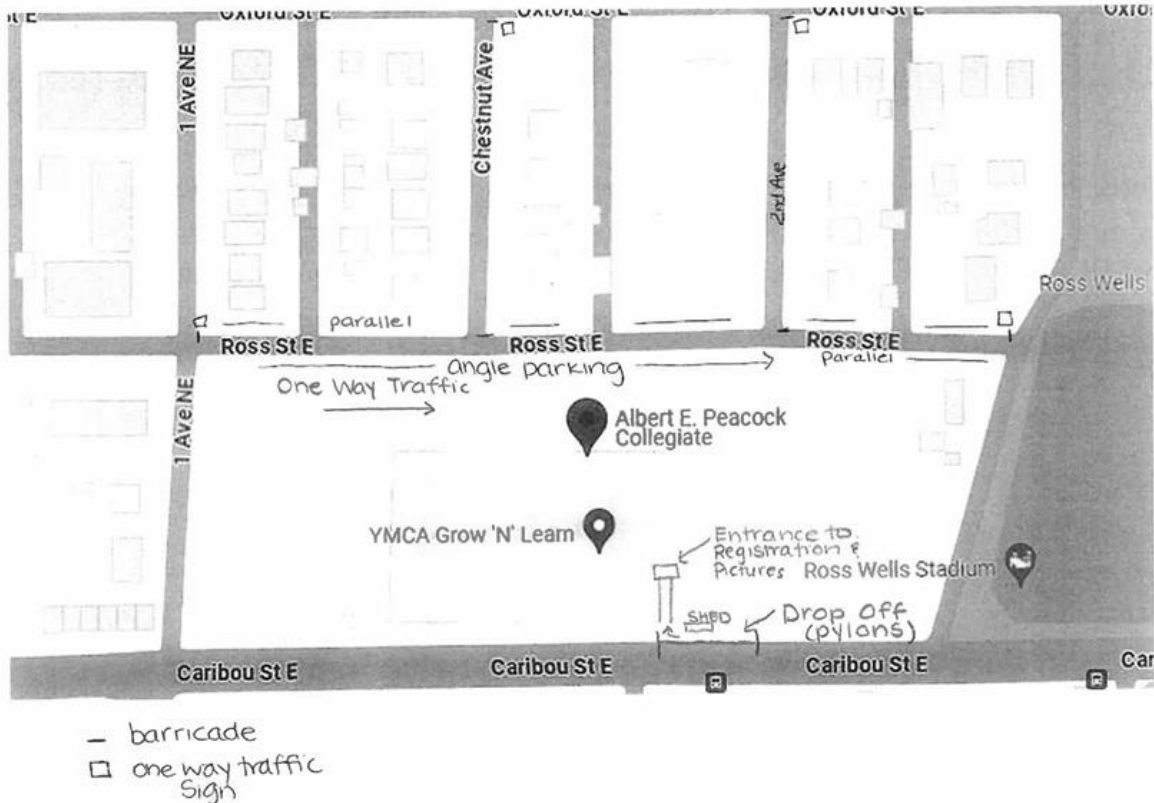 St E
Oxford St E
Oxford St E
Oxford St E
Oxfo
1 Ave NE
Chestnut Ave
2nd Ave
Ross Wells
parallel
Ross St E
Ross St E
Ross St E
angle parking
parallel
One Way Traffic
1 Ave NE
Albert E. Peacock
Collegiate
YMCA Grow 'N' Learn
Entrance to
Registration &
Pictures
Ross Wells Stadium
SHED
Drop Off
(pylons)
Caribou St E
Caribou St E
Caribou St E
Car
– barricade
□ one way traffic
Sign